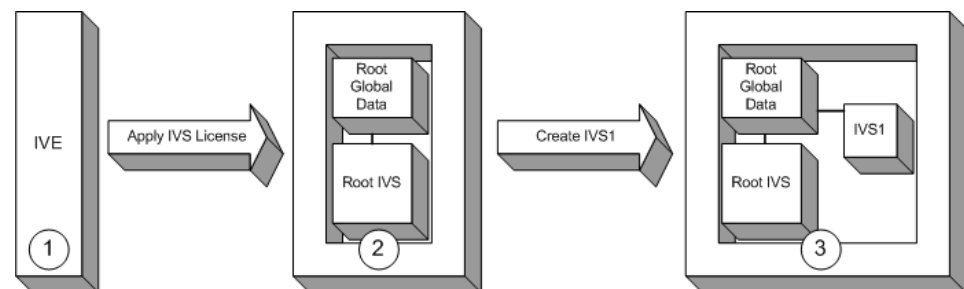 IVE
1
Apply IVS License
Root
Global
Data
Root IVS
2
Create IVS1
Root
Global
Data
IVS1
Root IVS
3